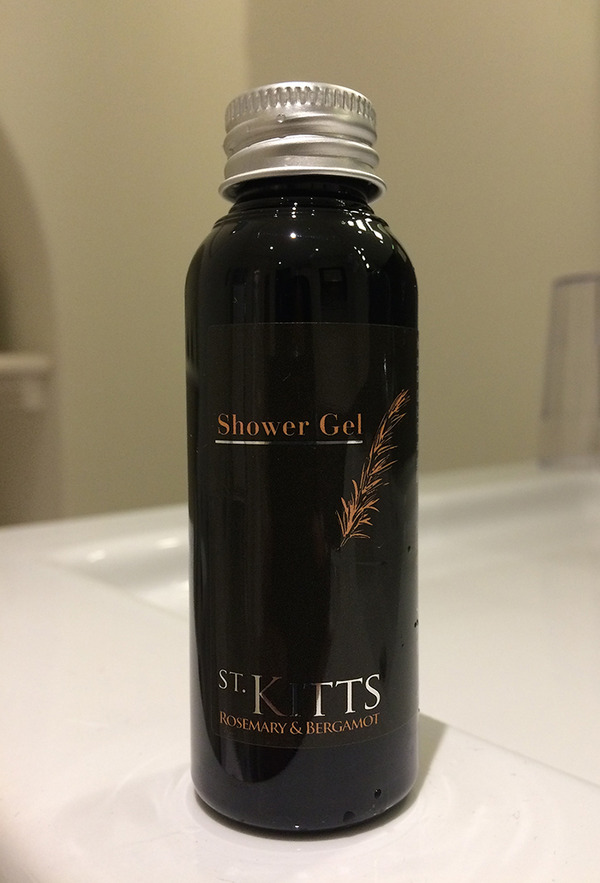 Shower Gel
ST. KITTS
ROSEMARY & BERGAMOT